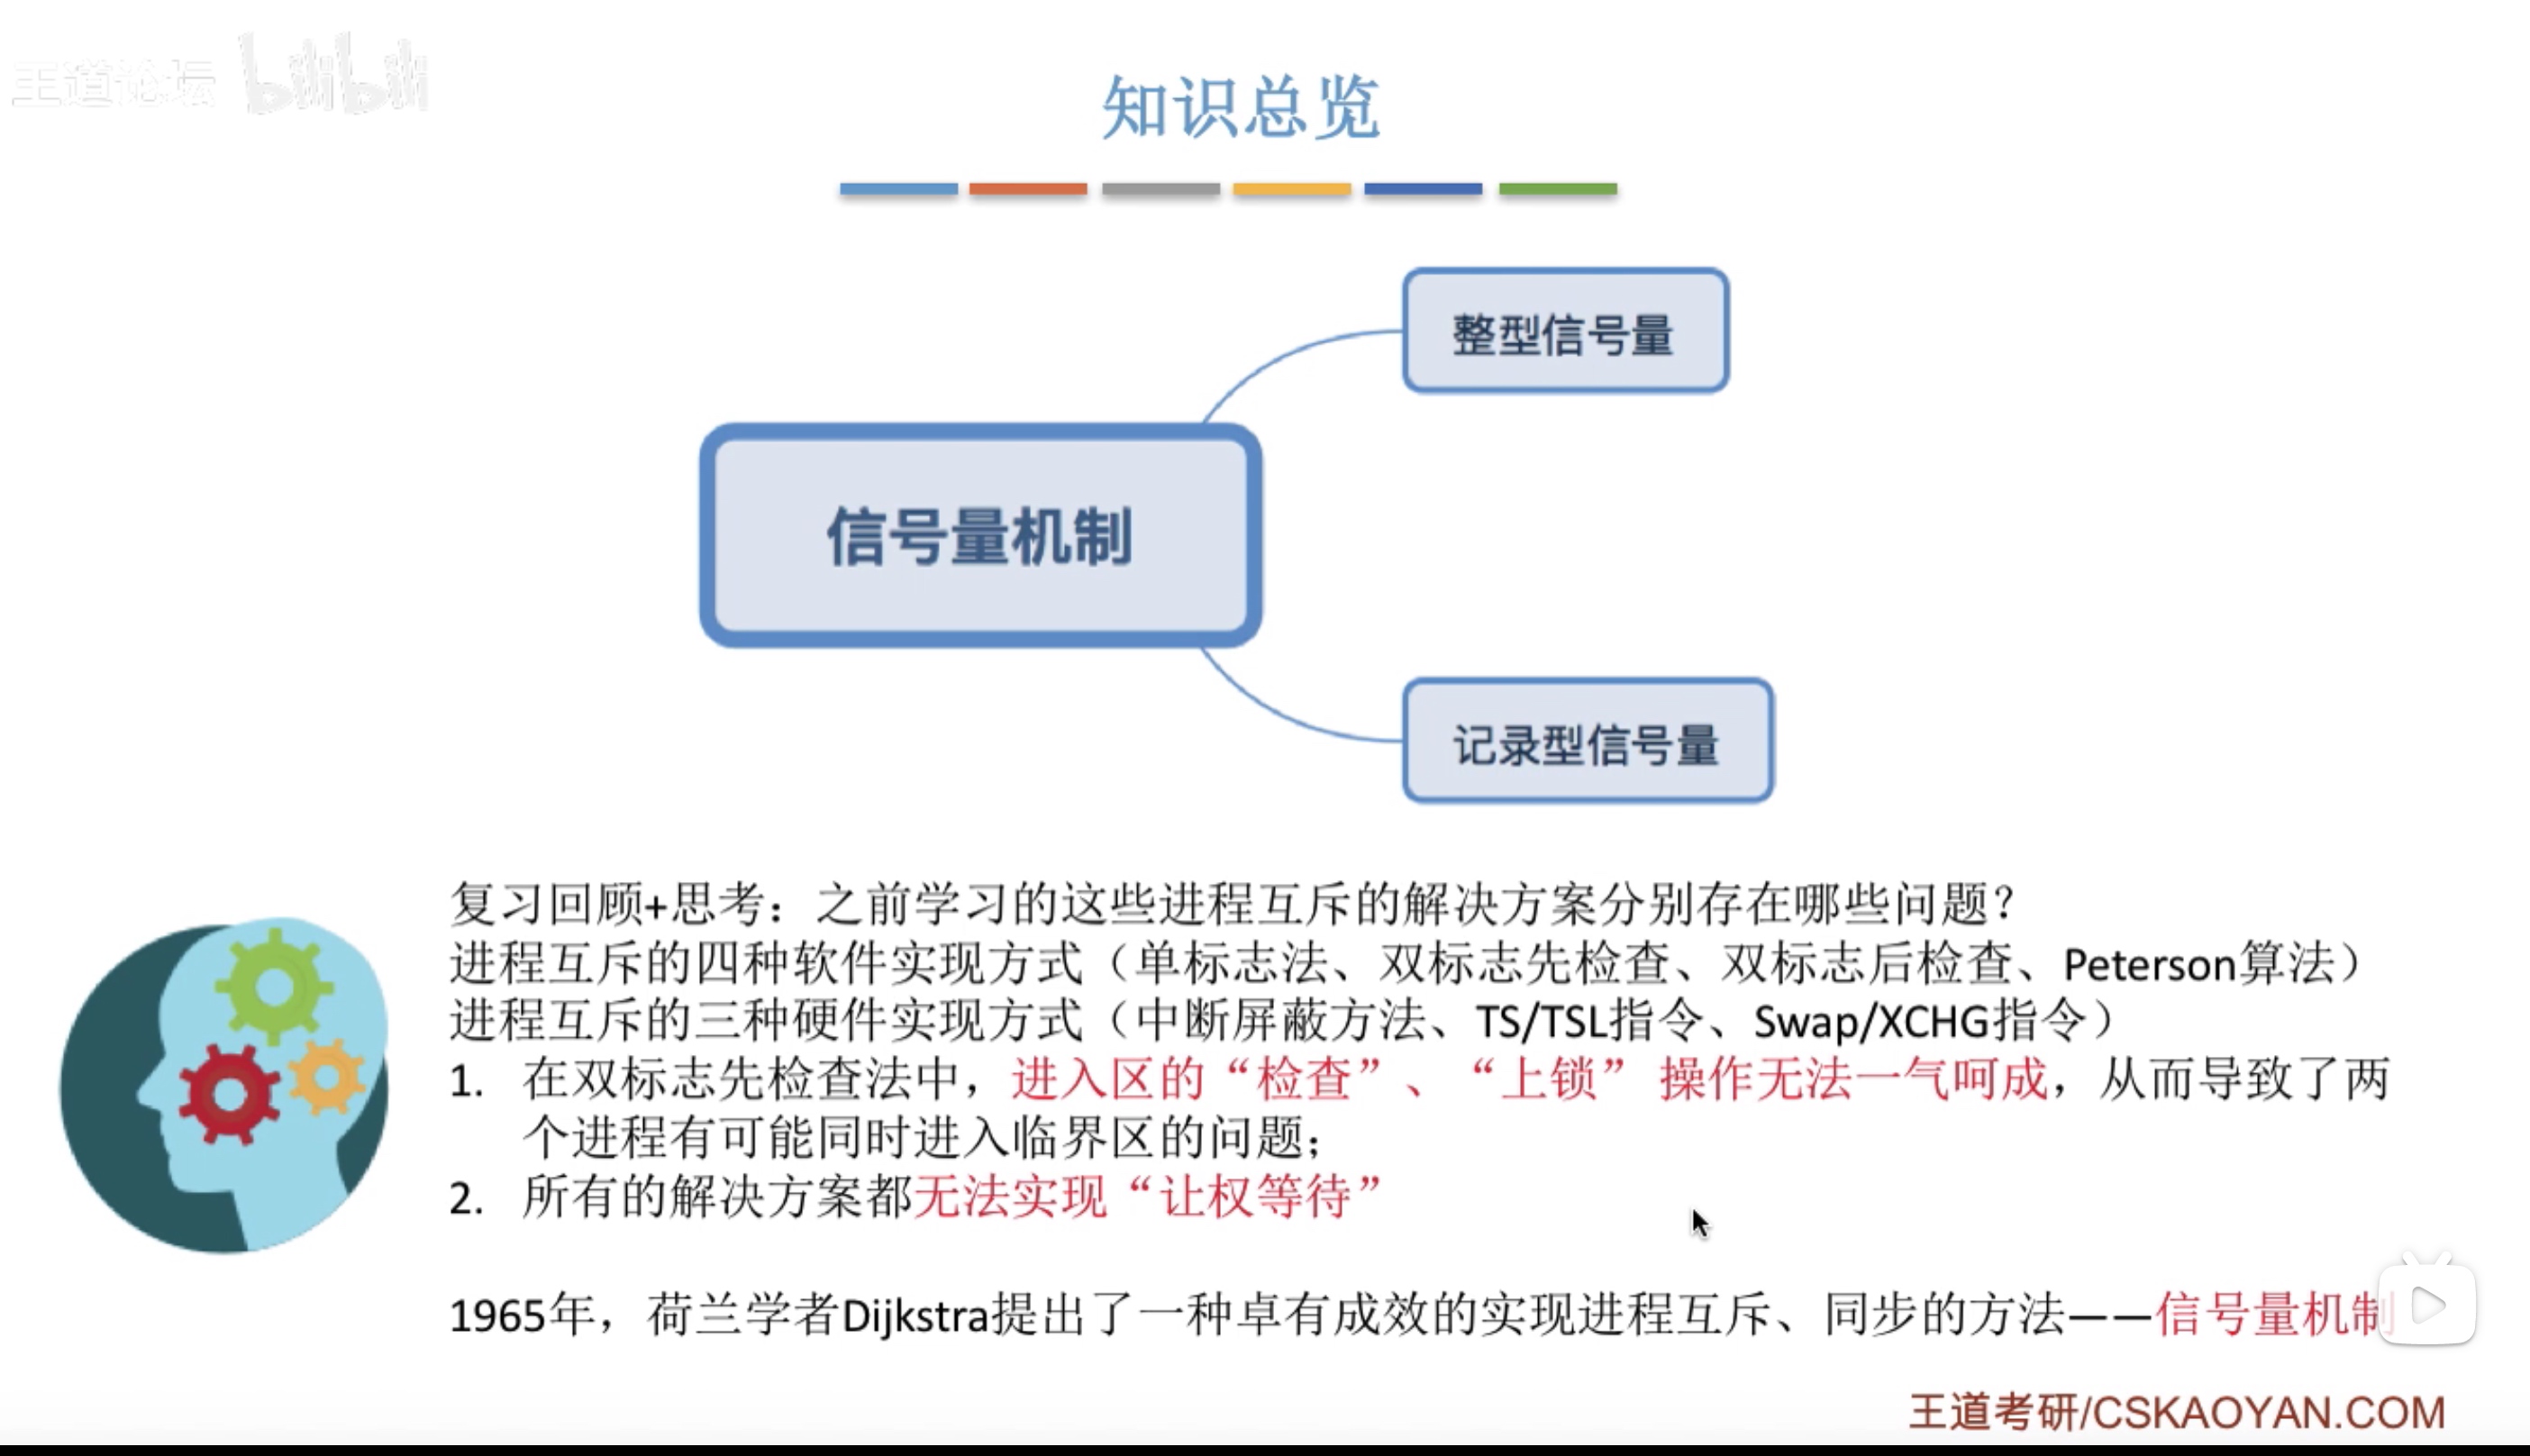 王道论坛 bilibili
知识总览
整型信号量
信号量机制
记录型信号量
复习回顾+思考：之前学习的这些进程互斥的解决方案分别存在哪些问题？
进程互斥的四种软件实现方式（单标志法、双标志先检查、双标志后检查、Peterson算法）
进程互斥的三种硬件实现方式（中断屏蔽方法、TS/TSL指令、Swap/XCHG指令）
1. 在双标志先检查法中，进入区的“检查”、“上锁” 操作无法一气呵成，从而导致了两
个进程有可能同时进入临界区的问题；
2. 所有的解决方案都无法实现“让权等待”
1965年，荷兰学者Dijkstra提出了一种卓有成效的实现进程互斥、同步的方法——信号量机制
王道考研/CSKAOYAN.COM